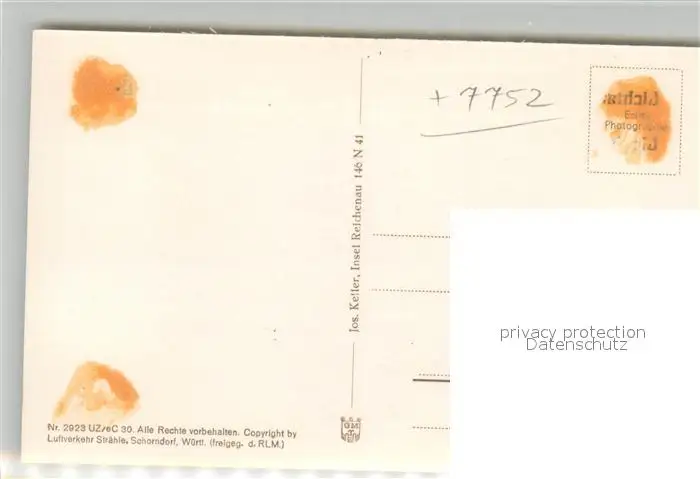 + 7752
Echte
Photographie
Jos. Keller, Insel Reichenau 146 N 41
privacy protection
Datenschutz
Nr. 2923 UZ/eC 30. Alle Rechte vorbehalten. Copyright by
Luftverkehr Strähle, Schorndorf, Württ. (freigeg. d. RLM.)